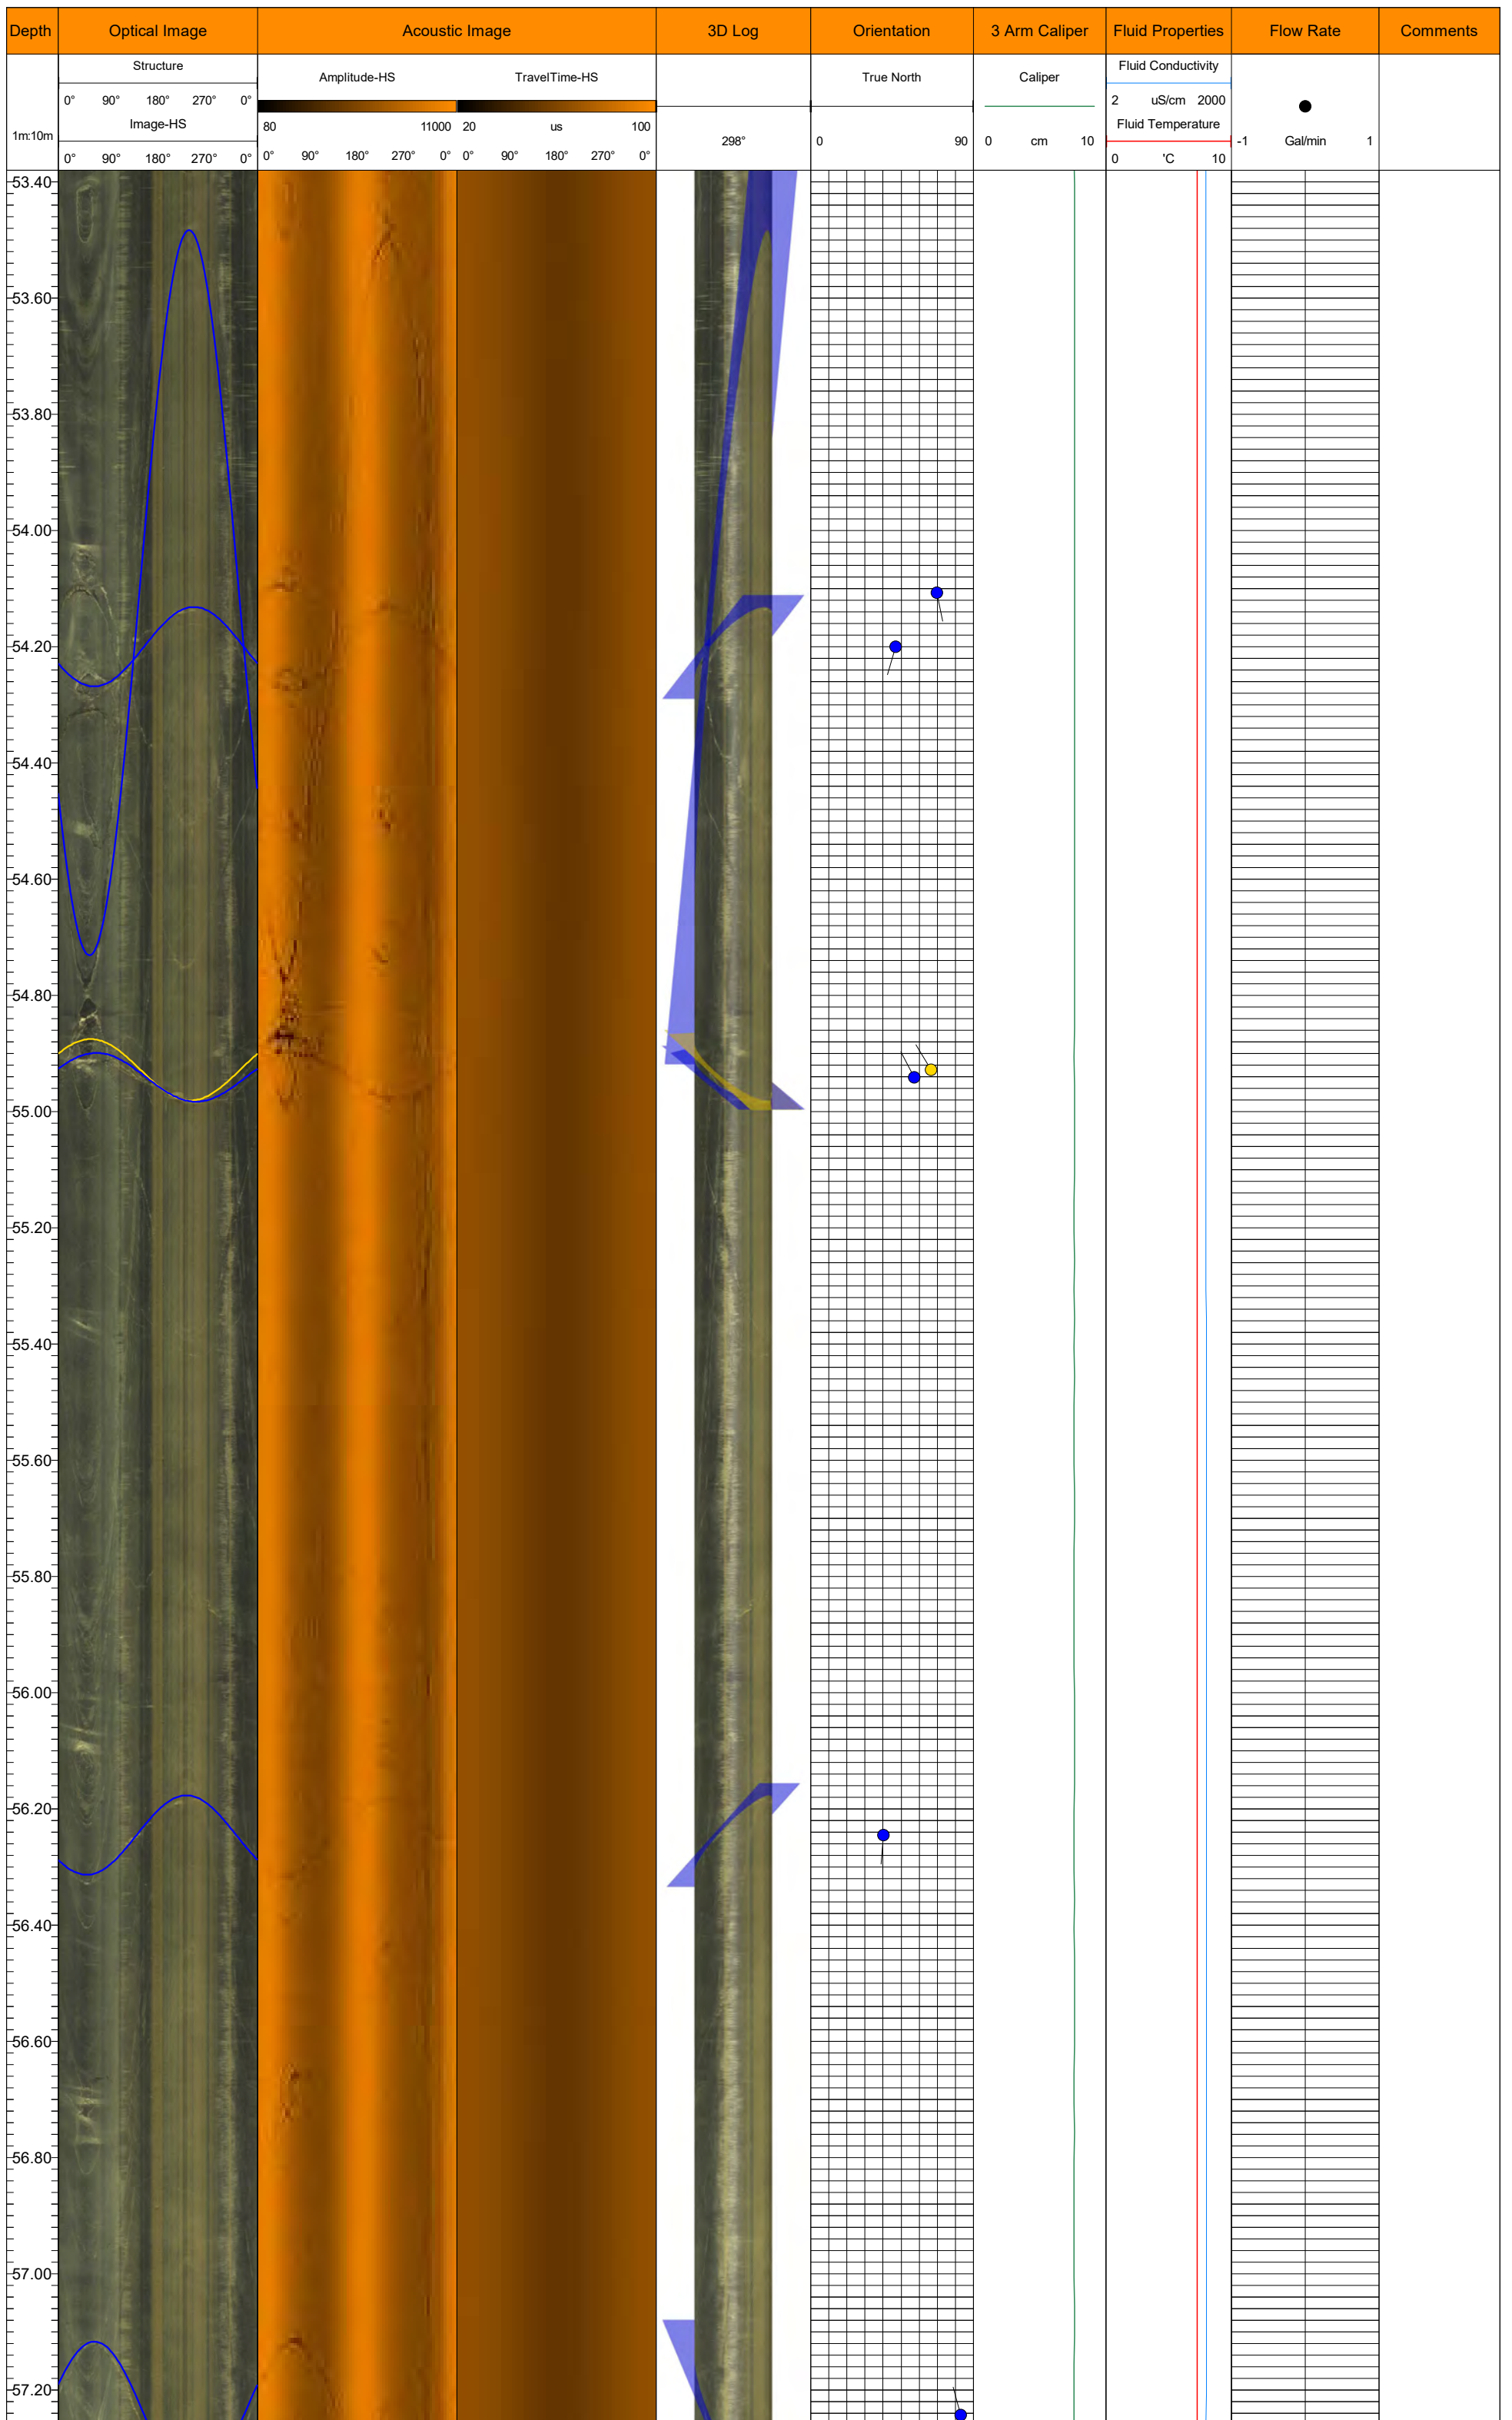 Depth Optical Image Acoustic Image 3D Log Orientation 3 Arm Caliper Fluid Properties Flow Rate Comments
Structure Fluid Conductivity
Amplitude-HS TravelTime-HS True North Caliper
0° 90° 180° 270° 0° 2 uS/cm 2000
Image-HS Fluid Temperature
1m:10m 80 11000 20 us 100 298° 0 90 0 cm 10 -1 Gal/min 1
0° 90° 180° 270° 0° 0° 90° 180° 270° 0° 0° 90° 180° 270° 0° 0 'C 10
53.40
53.60
53.80
54.00
54.20
54.40
54.60
54.80
55.00
55.20
55.40
55.60
55.80
56.00
56.20
56.40
56.60
56.80
57.00
57.20